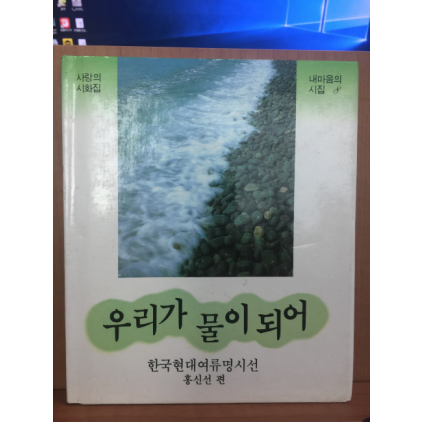 사랑의
시화집
내마음의
시집 8
우리가 물이 되어
한국현대여류명시선
홍신선 편